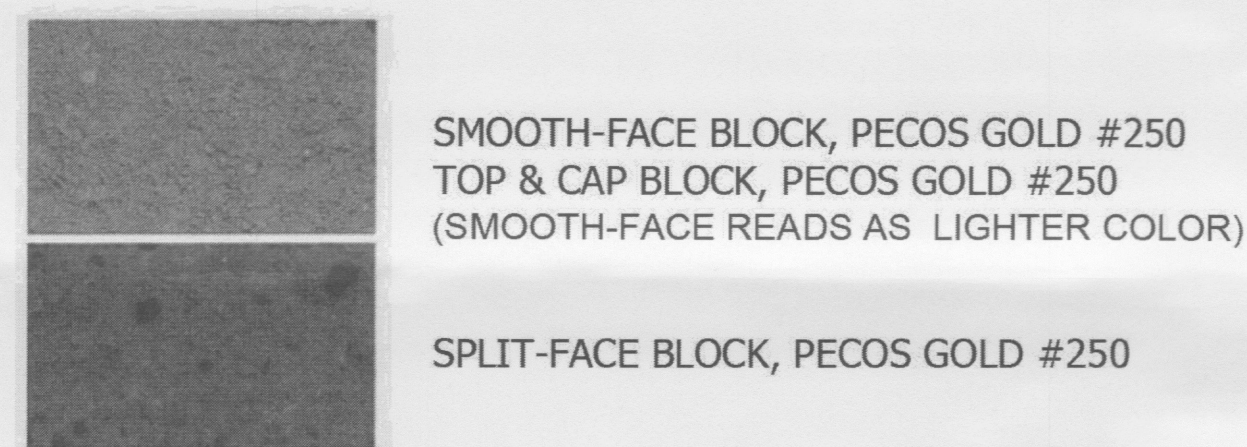 SMOOTH-FACE BLOCK, PECOS GOLD #250
TOP & CAP BLOCK, PECOS GOLD #250
(SMOOTH-FACE READS AS LIGHTER COLOR)
SPLIT-FACE BLOCK, PECOS GOLD #250